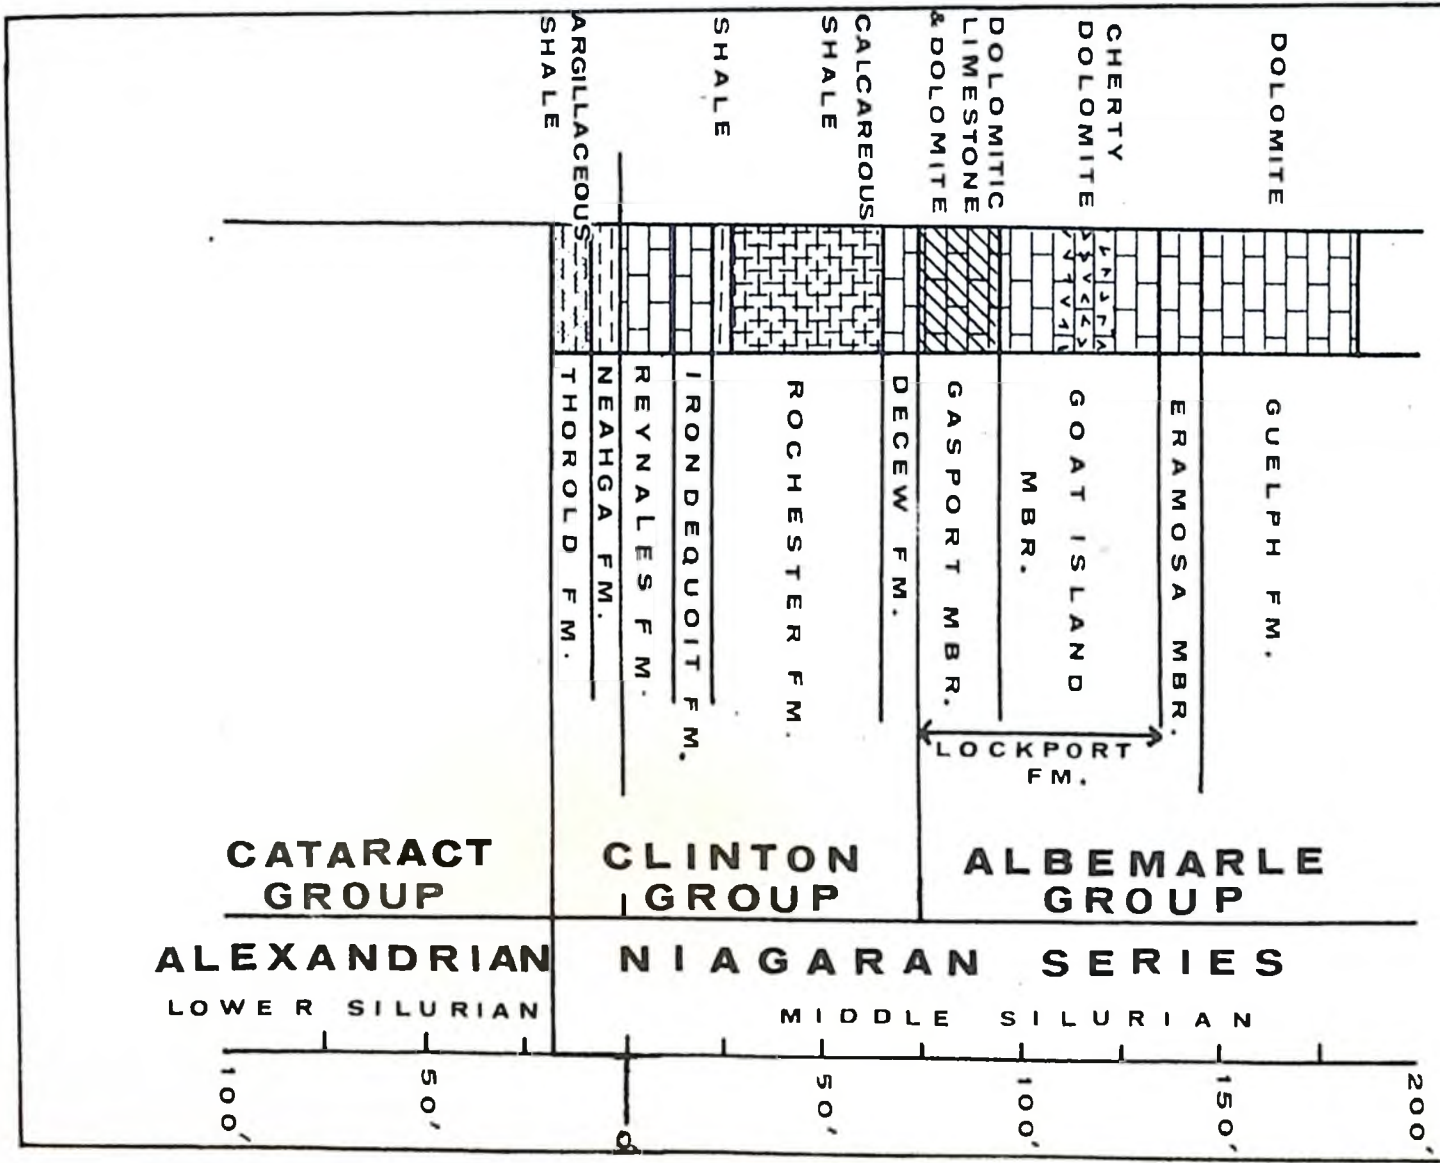 ARGILLACEOUS
SHALE
SHALE
CALCAREOUS
SHALE
DOLOMITIC
LIMESTONE
& DOLOMITE
CHERTY
DOLOMITE
DOLOMITE
THOROLD FM.
NEAHGA FM.
REYNALES FM.
IRONDEQUOIT FM.
ROCHESTER FM.
DECEW FM.
GASPORT MBR.
GOAT ISLAND
MBR.
ERAMOSA MBR.
GUELPH FM.
LOCKPORT
FM.
CATARACT
GROUP
CLINTON
GROUP
ALBEMARLE
GROUP
ALEXANDRIAN
NIAGARAN SERIES
LOWER SILURIAN
MIDDLE SILURIAN
100'
50'
0'
50'
100'
150'
200'